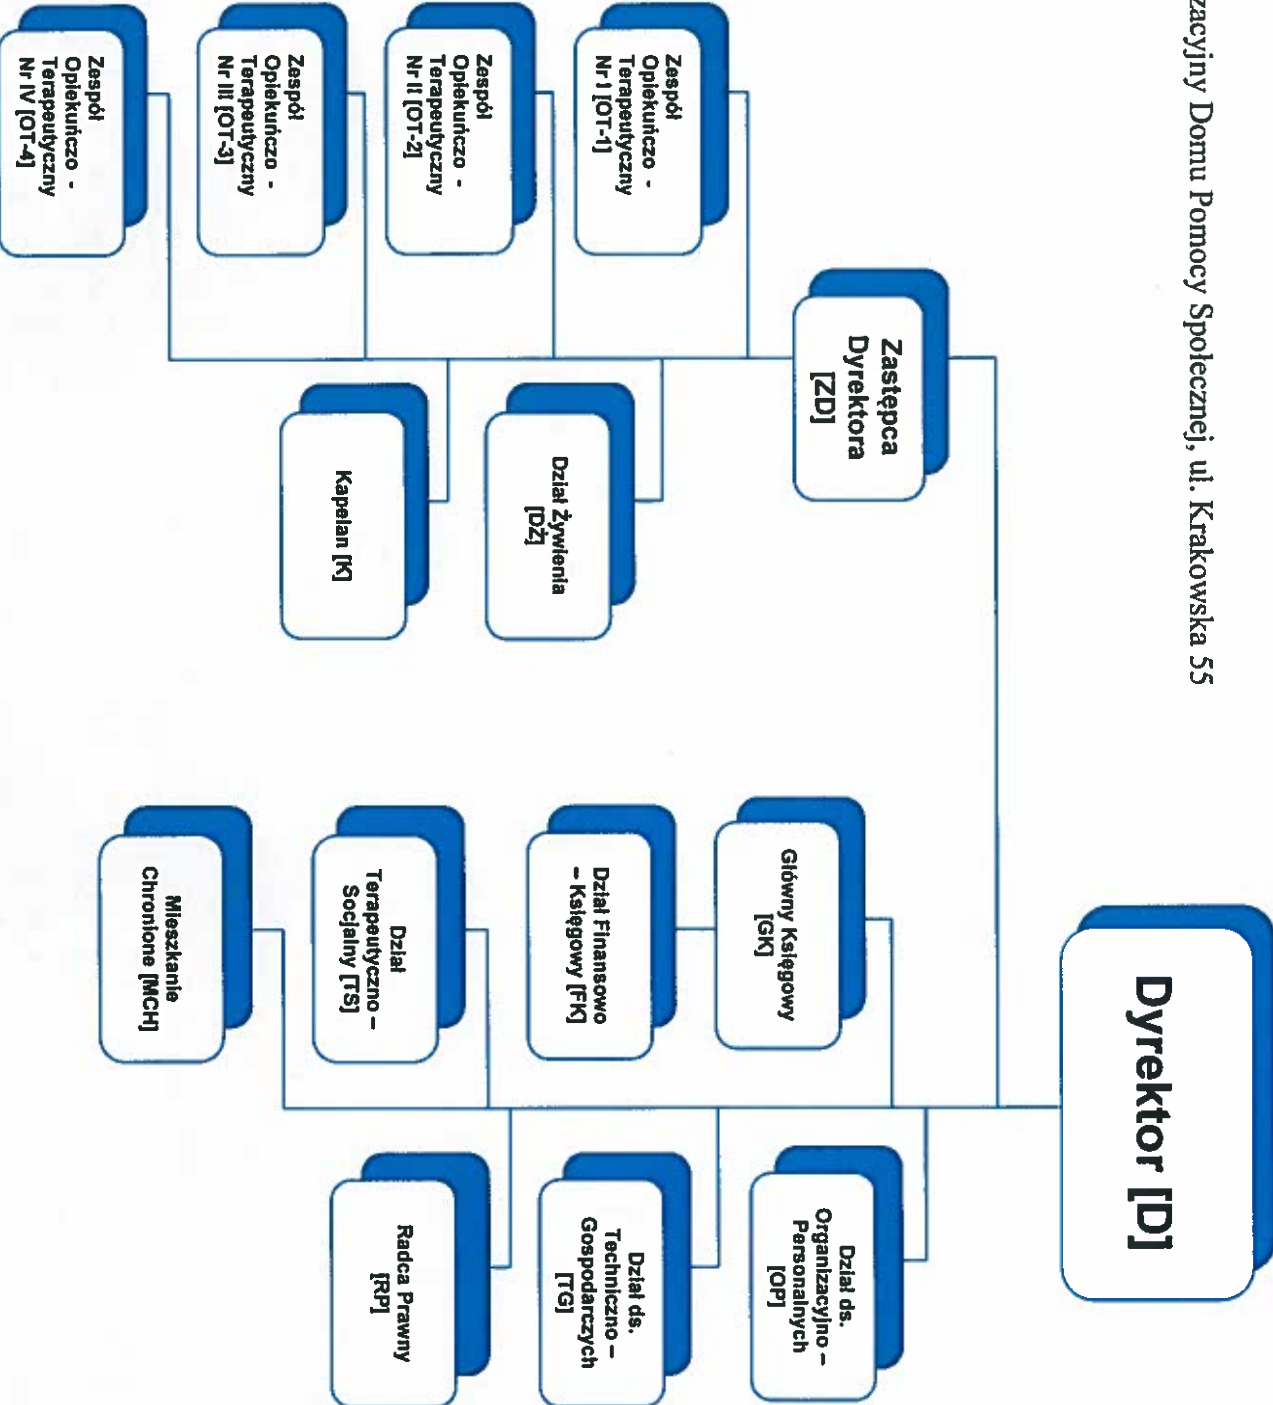 zacyjny Domu Pomocy Społecznej, ul. Krakowska 55
Dyrektor [D]
Zastępca
Dyrektora
[ZD]
Zespół
Opiekuńczo -
Terapeutyczny
Nr I [OT-1]
Zespół
Opiekuńczo -
Terapeutyczny
Nr II [OT-2]
Zespół
Opiekuńczo -
Terapeutyczny
Nr III [OT-3]
Zespół
Opiekuńczo -
Terapeutyczny
Nr IV [OT-4]
Dział Żywienia
[DŻ]
Kapelan [K]
Główny Księgowy
[GK]
Dział Finansowo
– Księgowy [FK]
Dział
Terapeutyczno –
Socjalny [TS]
Mieszkanie
Chronione [MCH]
Dział ds.
Organizacyjno –
Personalnych
[OP]
Dział ds.
Techniczno –
Gospodarczych
[TG]
Radca Prawny
[RP]